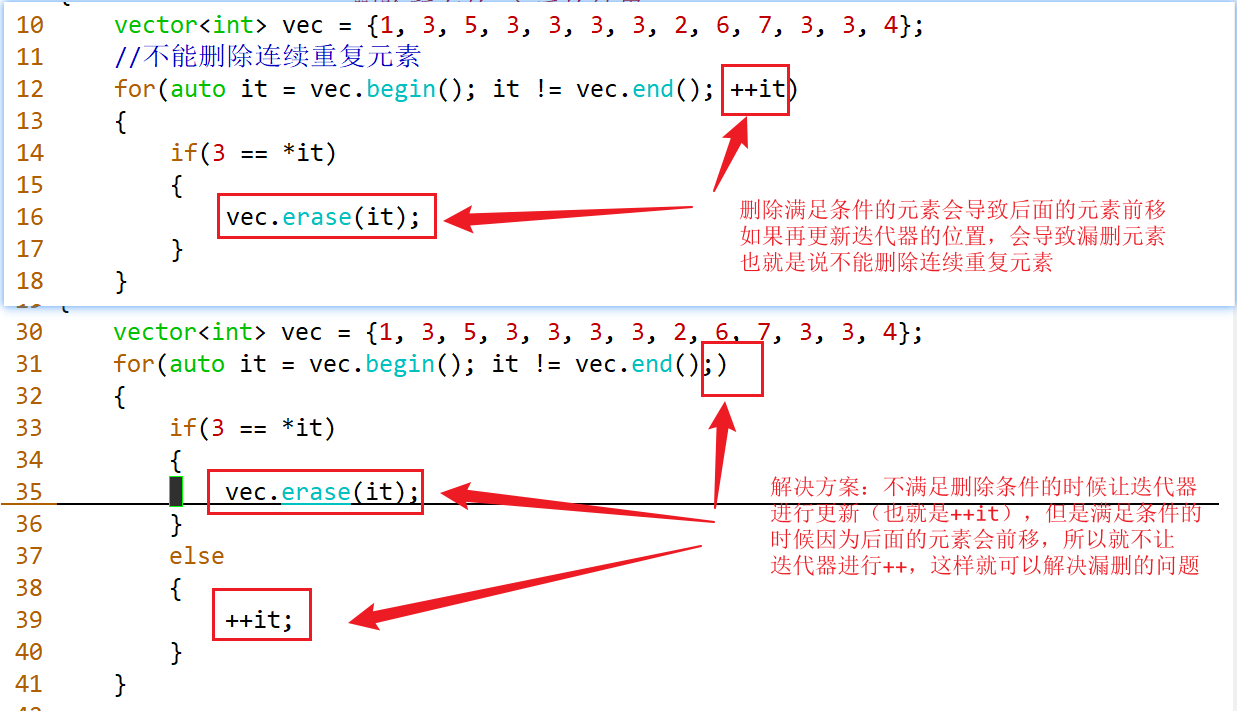 10 vector<int> vec = {1, 3, 5, 3, 3, 3, 3, 2, 6, 7, 3, 3, 4};
11 //不能删除连续重复元素
12 for(auto it = vec.begin(); it != vec.end(); ++it)
13 {
14 if(3 == *it)
15 {
16 vec.erase(it);
17 }
18 }
删除满足条件的元素会导致后面的元素前移
如果再更新迭代器的位置，会导致漏删元素
也就是说不能删除连续重复元素
30 vector<int> vec = {1, 3, 5, 3, 3, 3, 3, 2, 6, 7, 3, 3, 4};
31 for(auto it = vec.begin(); it != vec.end();;)
32 {
33 if(3 == *it)
34 {
35 vec.erase(it);
36 }
37 else
38 {
39 ++it;
40 }
41 }
解决方案：不满足删除条件的时候让迭代器
进行更新（也就是++it），但是满足条件的
时候因为后面的元素会前移，所以就不让
迭代器进行++，这样就可以解决漏删的问题